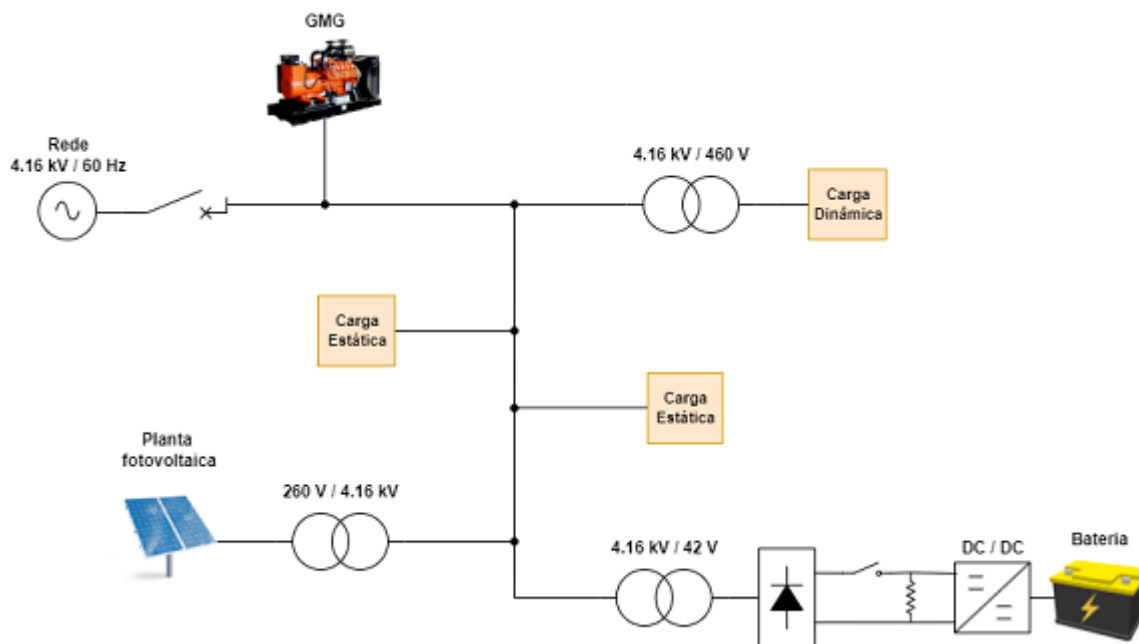 GMG
Rede
4.16 kV / 60 Hz
4.16 kV / 460 V
Carga
Dinâmica
Carga
Estática
Carga
Estática
Planta
fotovoltaica
260 V / 4.16 kV
4.16 kV / 42 V
DC / DC
Bateria